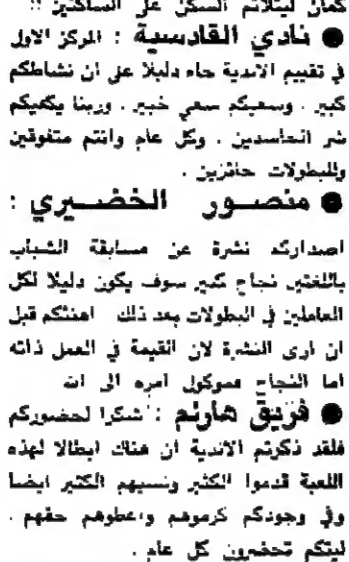 كمان ليتلائم السكن على الساكنين !!
● نادي القادسية : المركز الاول
في تقييم الاندية جاء دليلا على ان نشاطكم
كبير . وسعيكم سعي خبير . وربنا يكفيكم
شر الحاسدين . وكل عام وانتم متفوقين
وللبطولات حائزين .
● منصور الخضيري :
اصداركم نشرة عن مسابقة الشباب
باللغتين نجاح كبير سوف يكون دليلا لكل
العاملين في البطولات بعد ذلك اهنئكم قبل
ان ارى النشرة لان القيمة في العمل ذاته
اما النجاح فموكول امره الى الله
● فريق هارلم : شكرا لحضوركم
فلقد ذكرتم الاندية ان هناك ابطالا لهذه
اللعبة قدموا الكثير ونسيهم الكثير ايضا
وفي وجودكم كرموهم واعطوهم حقهم .
ليتكم تحضرون كل عام .